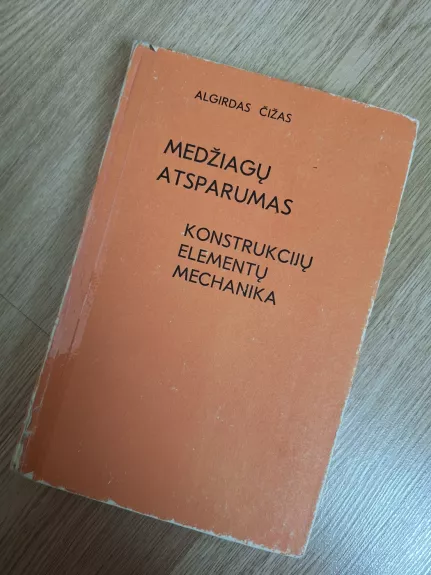 ALGIRDAS ČIŽAS
MEDŽIAGŲ
ATSPARUMAS
KONSTRUKCIJŲ
ELEMENTŲ
MECHANIKA